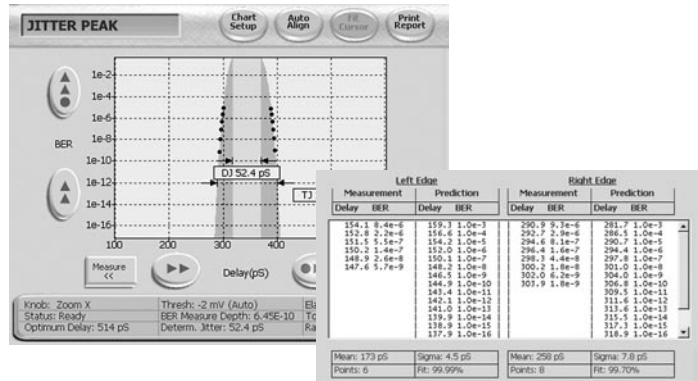 JITTER PEAK
Chart Setup
Auto Align
Fit Cursor
Print Report
1e-2
1e-4
1e-6
1e-8
BER
1e-10
1e-12
1e-14
1e-16
DJ 52.4 pS
TJ
100 200 300 400
Measure <<
Delay(pS)
Knob: Zoom X
Thresh: -2 mV (Auto)
Ela
Status: Ready
BER Measure Depth: 6.45E-10
To
Optimum Delay: 514 pS
Determ. Jitter: 52.4 pS
Ra
Left Edge Right Edge
Measurement Prediction Measurement Prediction
Delay BER Delay BER Delay BER Delay BER
154.1 8.4e-6 159.3 1.0e-3 290.9 9.3e-6 281.7 1.0e-3
152.8 2.2e-6 156.6 1.0e-4 292.7 2.9e-6 286.5 1.0e-4
151.5 5.5e-7 154.2 1.0e-5 294.6 8.1e-7 290.7 1.0e-5
150.2 1.4e-7 152.0 1.0e-6 296.4 1.6e-7 294.4 1.0e-6
148.9 2.6e-8 150.1 1.0e-7 298.3 4.4e-8 297.8 1.0e-7
147.6 5.7e-9 148.2 1.0e-8 300.2 1.8e-8 301.0 1.0e-8
146.5 1.0e-9 302.0 6.2e-9 304.0 1.0e-9
144.9 1.0e-10 303.9 1.8e-9 306.8 1.0e-10
143.4 1.0e-11 309.5 1.0e-11
142.1 1.0e-12 311.6 1.0e-12
141.0 1.0e-13 313.6 1.0e-13
139.9 1.0e-14 315.5 1.0e-14
138.9 1.0e-15 317.3 1.0e-15
137.9 1.0e-16 318.9 1.0e-16
Mean: 173 pS Sigma: 4.5 pS Mean: 258 pS Sigma: 7.8 pS
Points: 6 Fit: 99.99% Points: 8 Fit: 99.70%